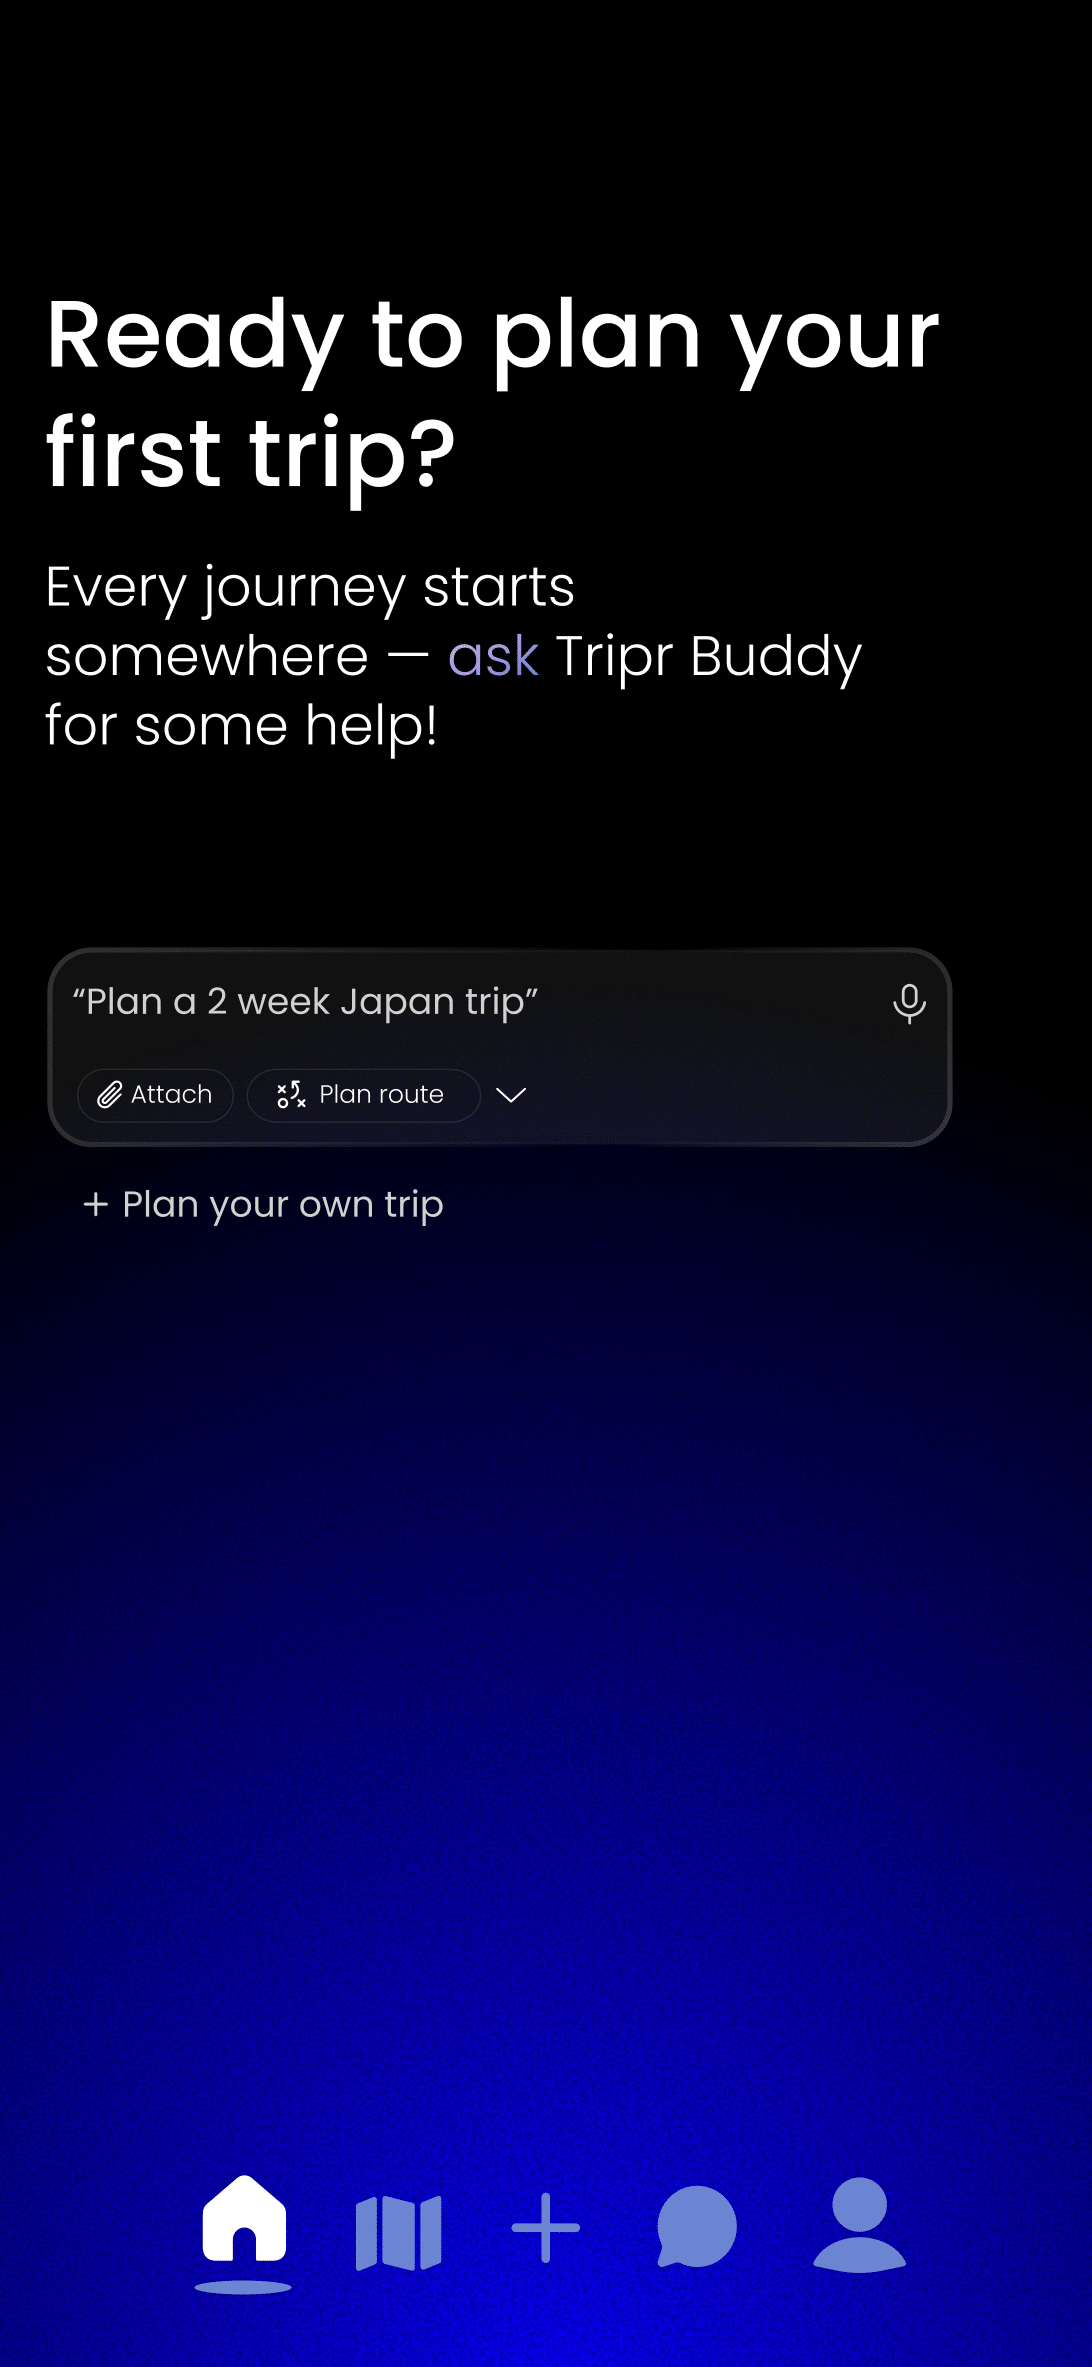 Ready to plan your
first trip?
Every journey starts
somewhere — ask Tripr Buddy
for some help!
“Plan a 2 week Japan trip”
Attach
Plan route
+ Plan your own trip